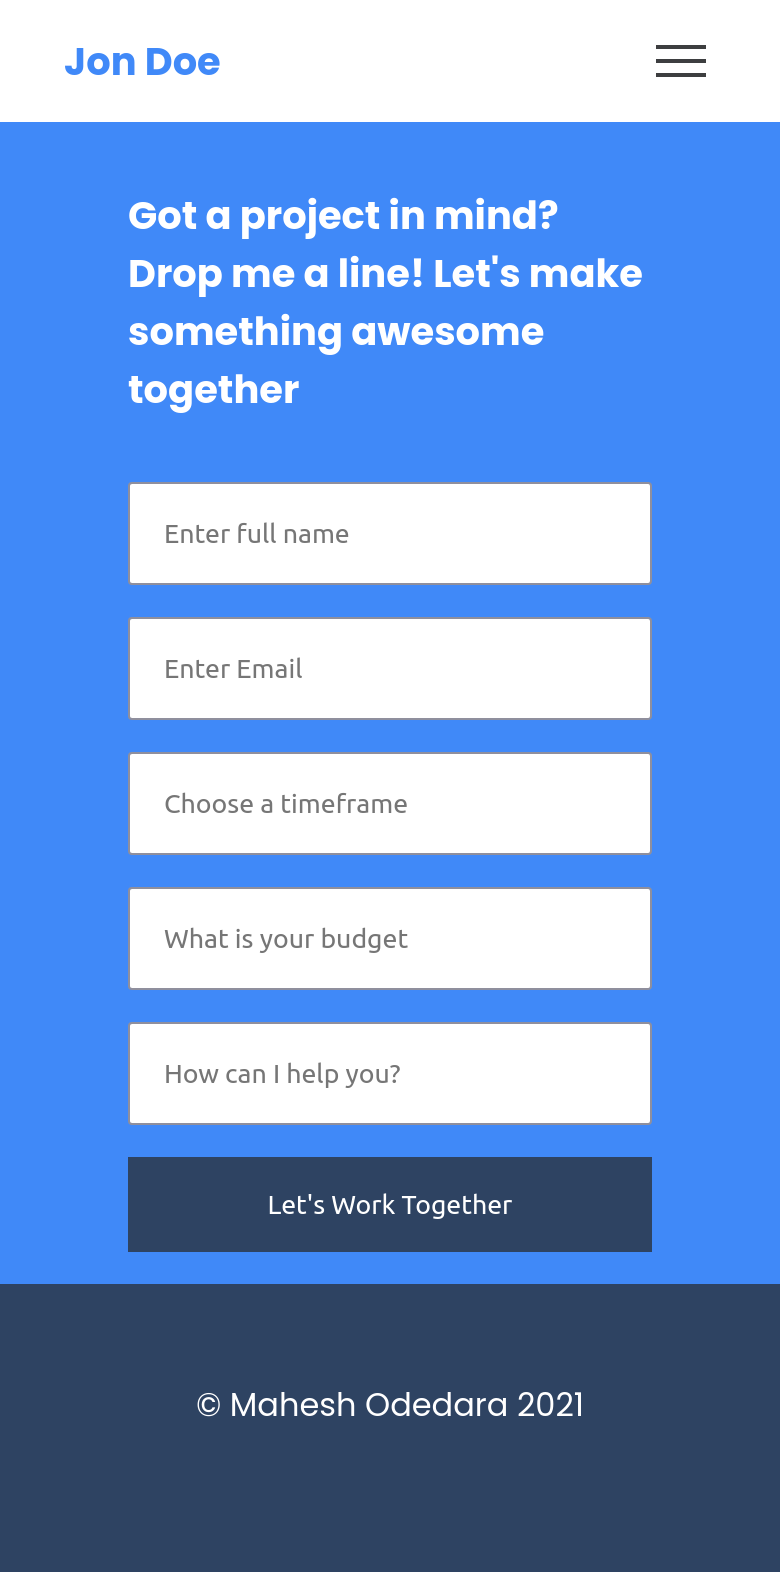 Jon Doe
Got a project in mind?
Drop me a line! Let's make
something awesome
together
Enter full name
Enter Email
Choose a timeframe
What is your budget
How can I help you?
Let's Work Together
© Mahesh Odedara 2021